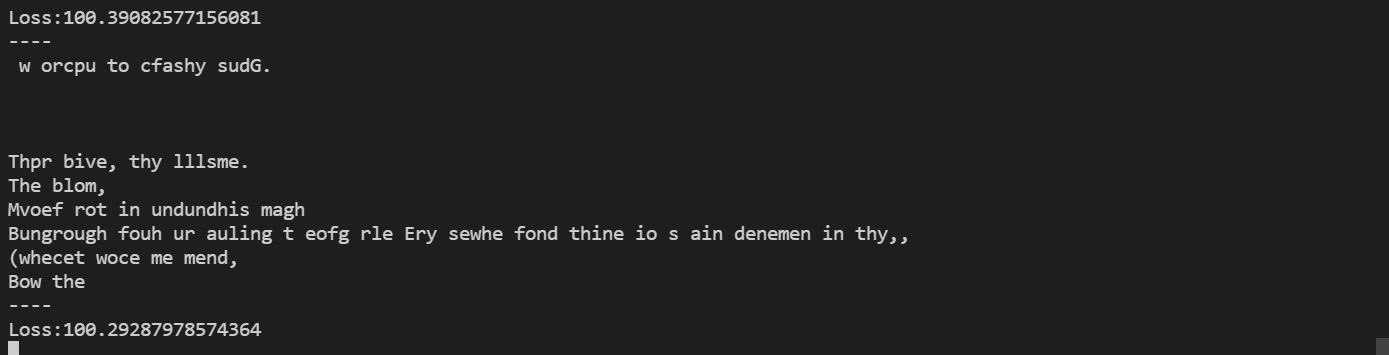 Loss:100.39082577156081
----
 w orcpu to cfashy sudG.
Thpr bive, thy lllsme.
The blom,
Mvoef rot in undundhis magh
Bungrough fouh ur auling t eofg rle Ery sewhe fond thine io s ain denemen in thy,,
(whecet woce me mend,
Bow the
----
Loss:100.29287978574364